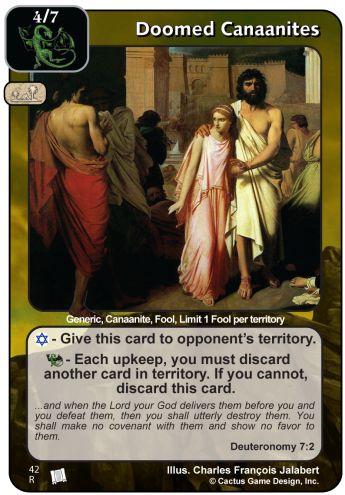 4/7
Doomed Canaanites
Generic, Canaanite, Fool, Limit 1 Fool per territory
- Give this card to opponent's territory.
- Each upkeep, you must discard
another card in territory. If you cannot,
discard this card.
...and when the Lord your God delivers them before you and
you defeat them, then you shall utterly destroy them. You
shall make no covenant with them and show no favor to
them.
Deuteronomy 7:2
42
R
Illus. Charles François Jalabert
© Cactus Game Design, Inc.